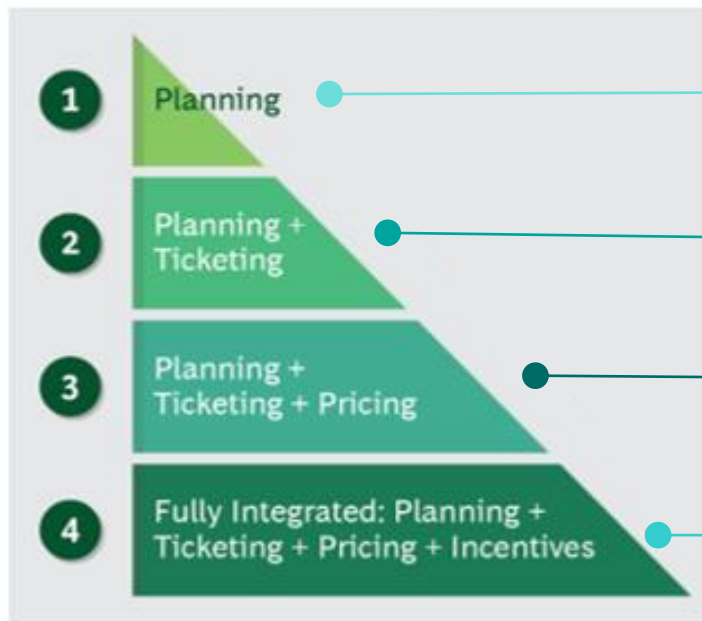 1
Planning
2
Planning +
Ticketing
3
Planning +
Ticketing + Pricing
4
Fully Integrated: Planning +
Ticketing + Pricing + Incentives